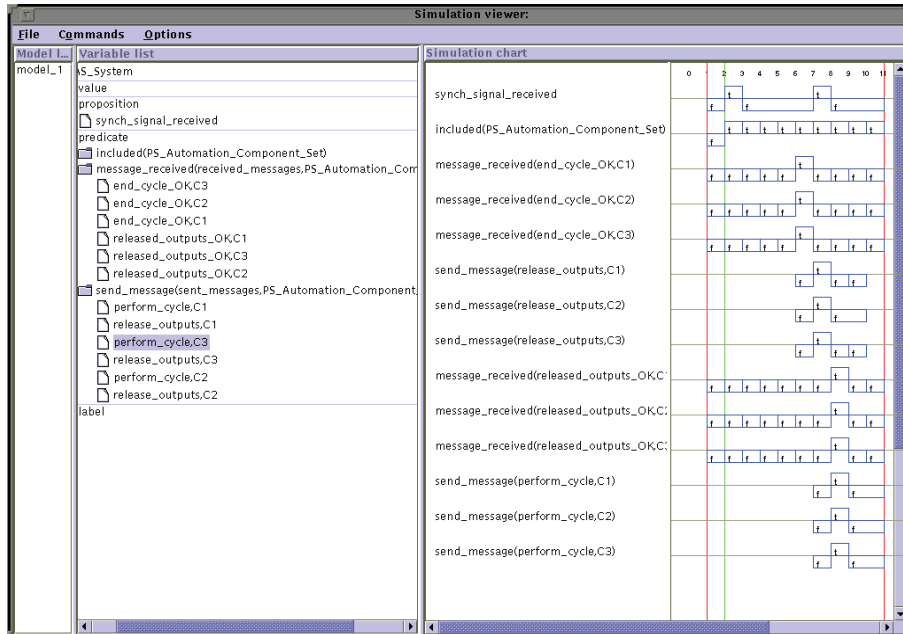 Simulation viewer:
File Commands Options
Model l... Variable list Simulation chart
model_1
\S_System
value
proposition
synch_signal_received
predicate
included(PS_Automation_Component_Set)
message_received(received_messages,PS_Automation_Com
end_cycle_OK,C3
end_cycle_OK,C2
end_cycle_OK,C1
released_outputs_OK,C1
released_outputs_OK,C3
released_outputs_OK,C2
send_message(sent_messages,PS_Automation_Component_
perform_cycle,C1
release_outputs,C1
perform_cycle,C3
release_outputs,C3
perform_cycle,C2
release_outputs,C2
label
0 1 2 3 4 5 6 7 8 9 10 11
synch_signal_received
f t f t f
included(PS_Automation_Component_Set)
f t t t t t t t t t
message_received(end_cycle_OK,C1)
f f f f f t f f f f
message_received(end_cycle_OK,C2)
f f f f f t f f f f
message_received(end_cycle_OK,C3)
f f f f f t f f f f
send_message(release_outputs,C1)
f t f f
send_message(release_outputs,C2)
f t f
send_message(release_outputs,C3)
f t f f
message_received(released_outputs_OK,C
f f f f f f f t f f
message_received(released_outputs_OK,C
f f f f f f f t f f
message_received(released_outputs_OK,C
f f f f f f f t f f
send_message(perform_cycle,C1)
f t f
send_message(perform_cycle,C2)
f t f
send_message(perform_cycle,C3)
f t f